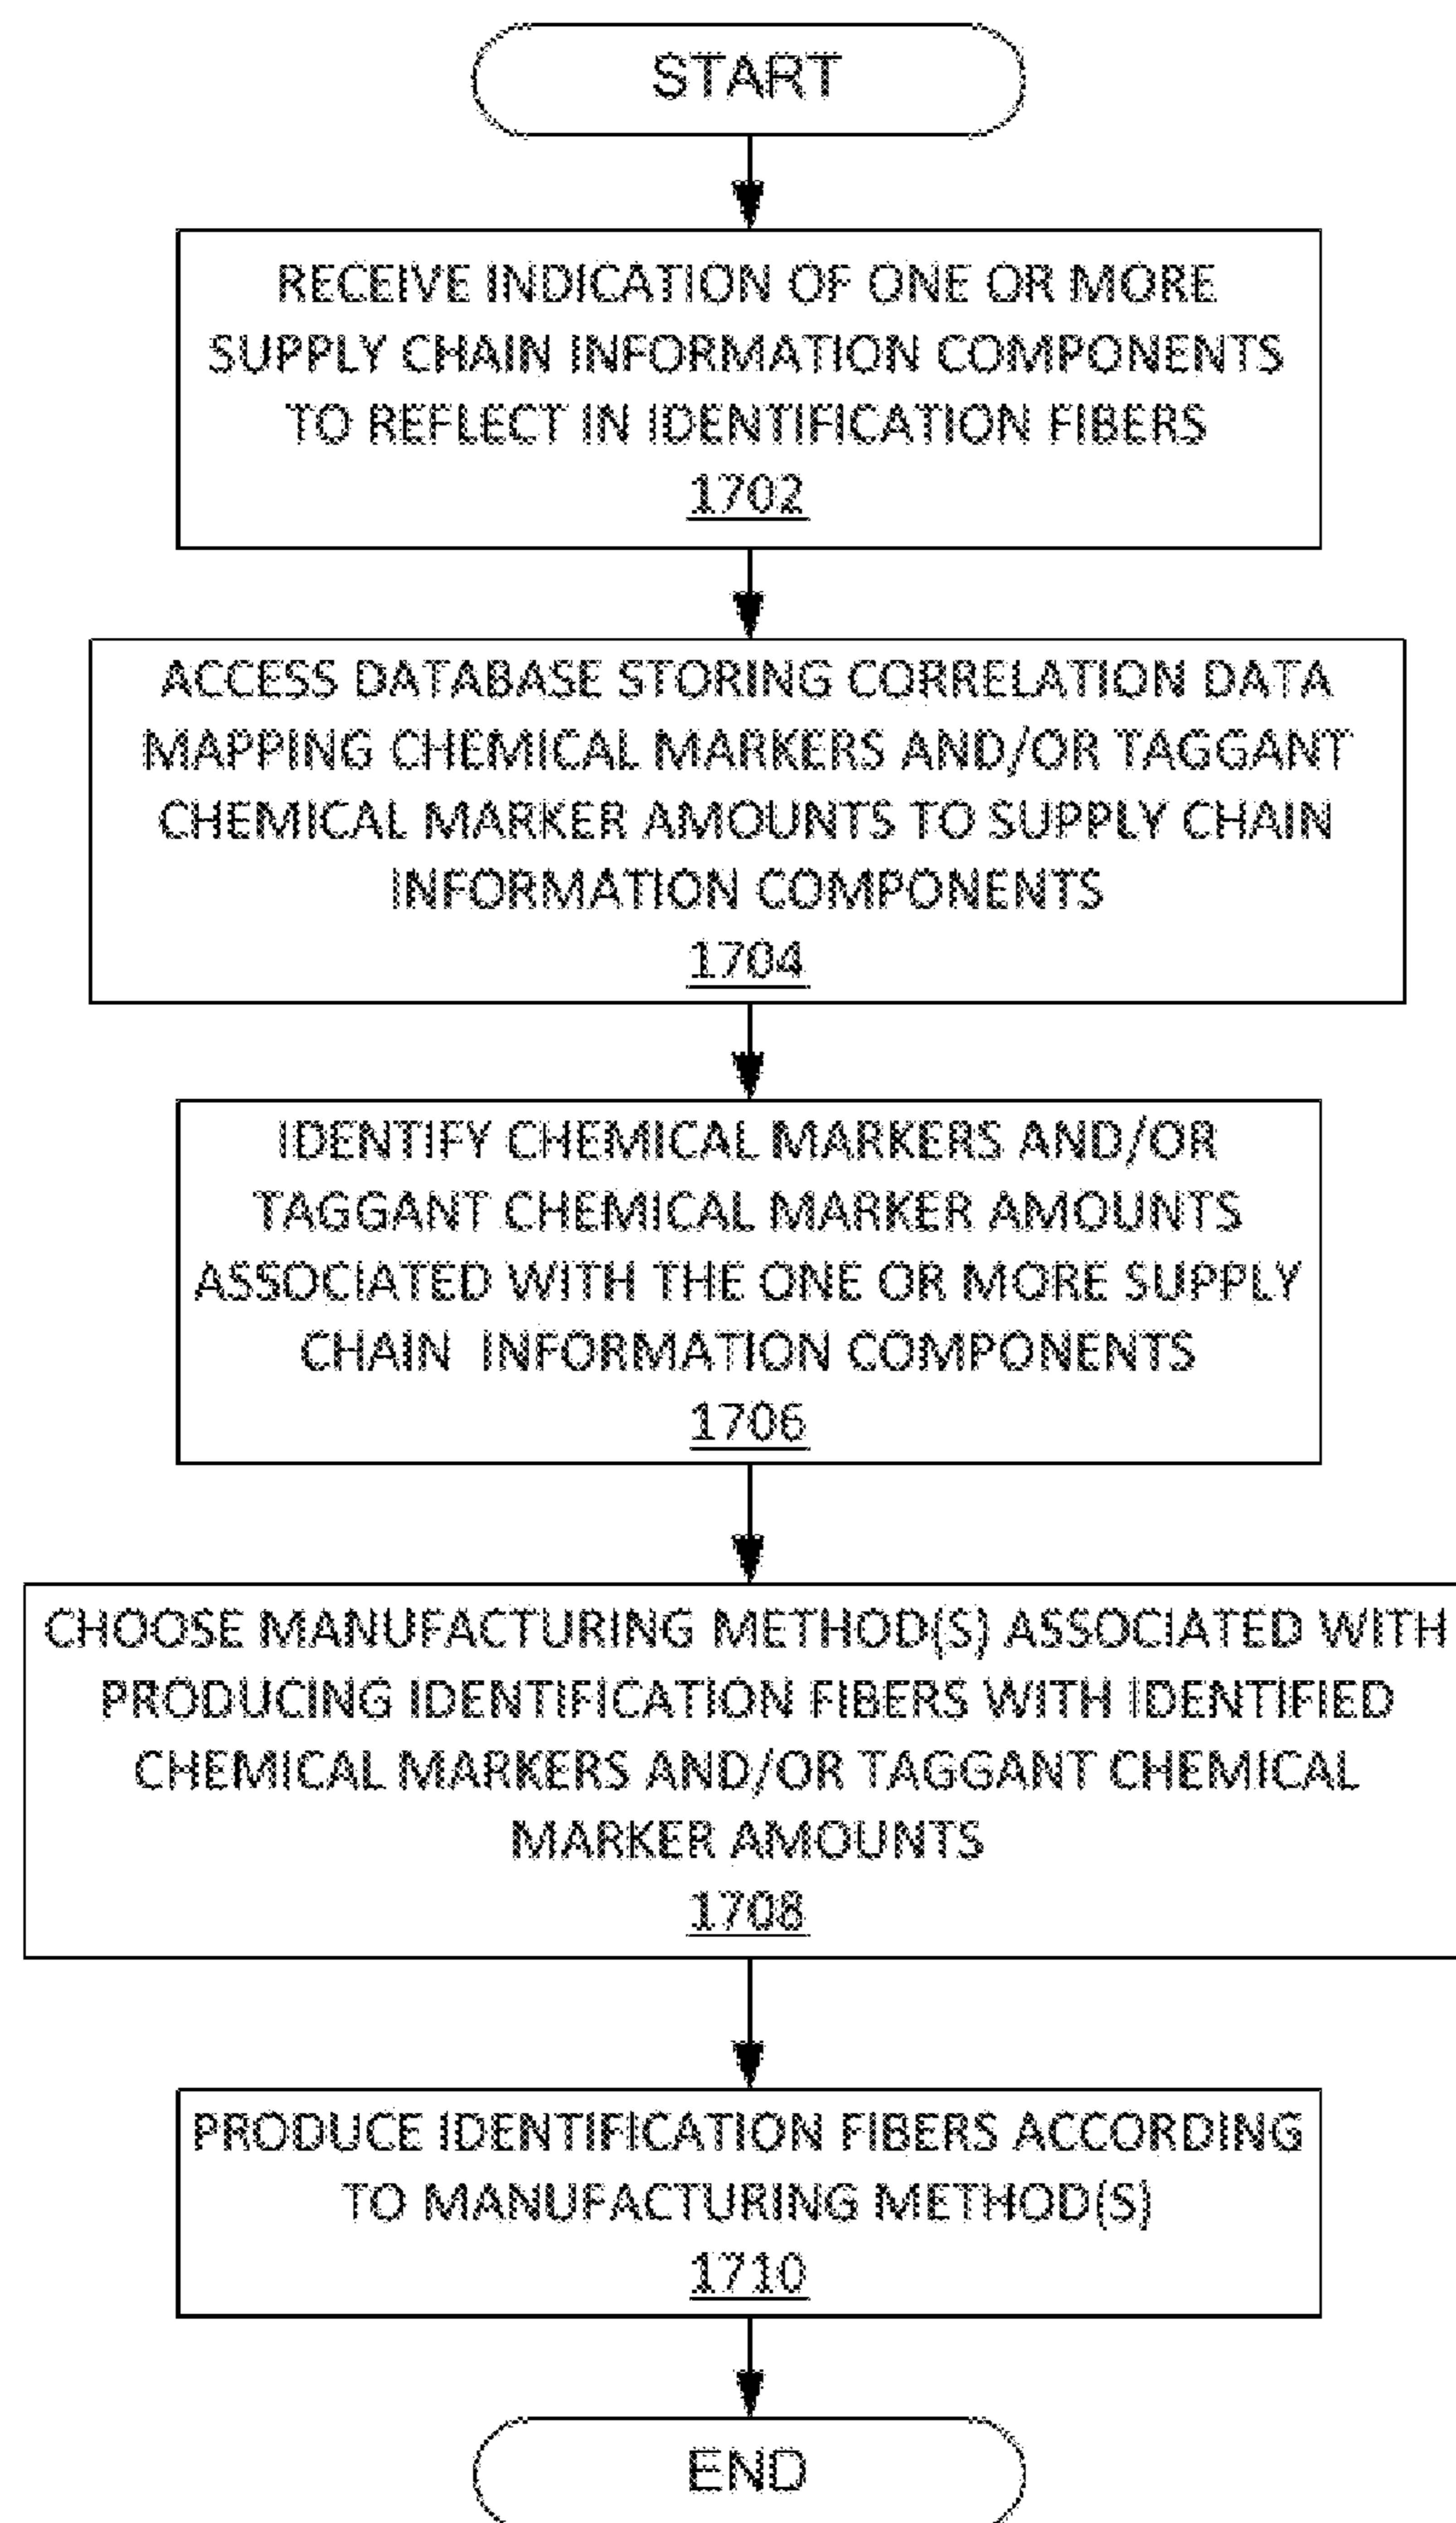 START
RECEIVE INDICATION OF ONE OR MORE
SUPPLY CHAIN INFORMATION COMPONENTS
TO REFLECT IN IDENTIFICATION FIBERS
1702
ACCESS DATABASE STORING CORRELATION DATA
MAPPING CHEMICAL MARKERS AND/OR TAGGANT
CHEMICAL MARKER AMOUNTS TO SUPPLY CHAIN
INFORMATION COMPONENTS
1704
IDENTIFY CHEMICAL MARKERS AND/OR
TAGGANT CHEMICAL MARKER AMOUNTS
ASSOCIATED WITH THE ONE OR MORE SUPPLY
CHAIN INFORMATION COMPONENTS
1706
CHOOSE MANUFACTURING METHOD(S) ASSOCIATED WITH
PRODUCING IDENTIFICATION FIBERS WITH IDENTIFIED
CHEMICAL MARKERS AND/OR TAGGANT CHEMICAL
MARKER AMOUNTS
1708
PRODUCE IDENTIFICATION FIBERS ACCORDING
TO MANUFACTURING METHOD(S)
1710
END